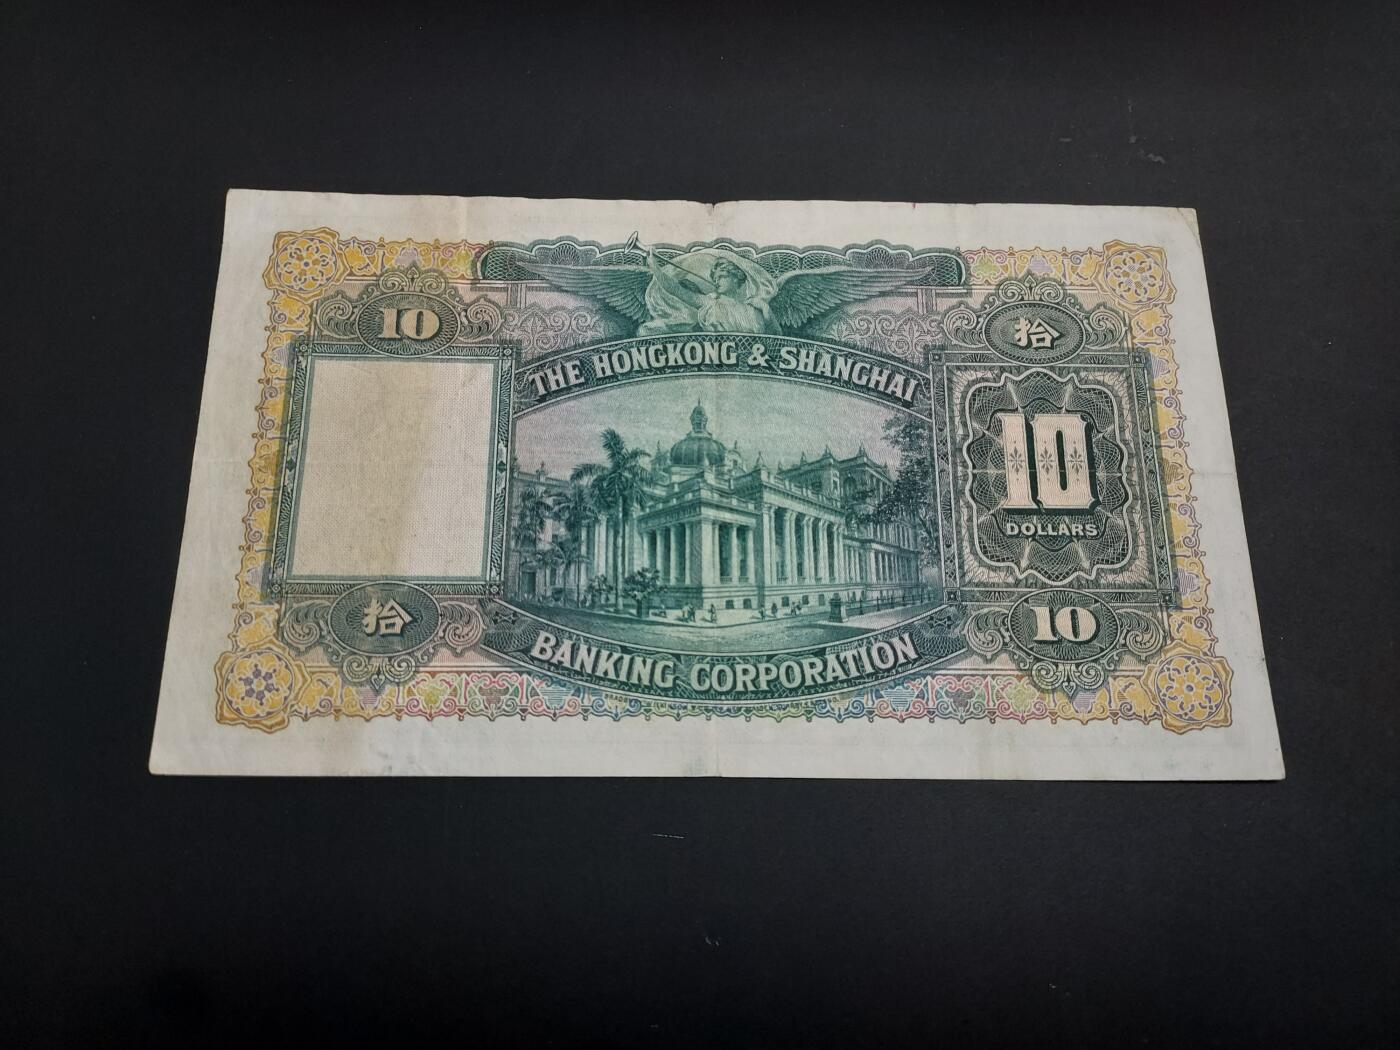 10
拾
THE HONGKONG & SHANGHAI
10
DOLLARS
拾
10
BANKING CORPORATION